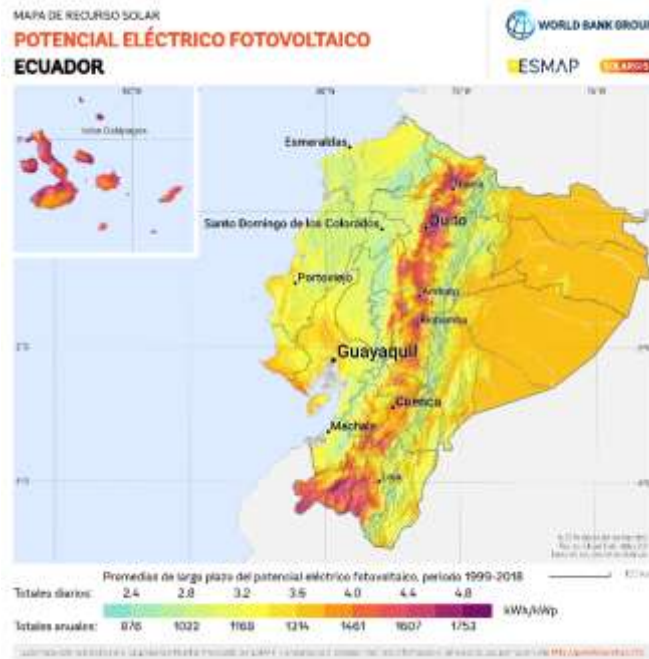 MAPA DE RECURSO SOLAR
POTENCIAL ELÉCTRICO FOTOVOLTAICO
ECUADOR
WORLD BANK GROUP
ESMAP
SOLARGIS
Islas Galápagos
Esmeraldas
Ibarra
Santo Domingo de los Colorados
Quito
Portoviejo
Ambato
Riobamba
Guayaquil
Cuenca
Machala
Loja
Promedios de largo plazo del potencial eléctrico fotovoltaico, periodo 1999-2018
Totales diarios: 2.4 2.8 3.2 3.6 4.0 4.4 4.8
kWh/kWp
Totales anuales: 876 1022 1168 1314 1461 1607 1753